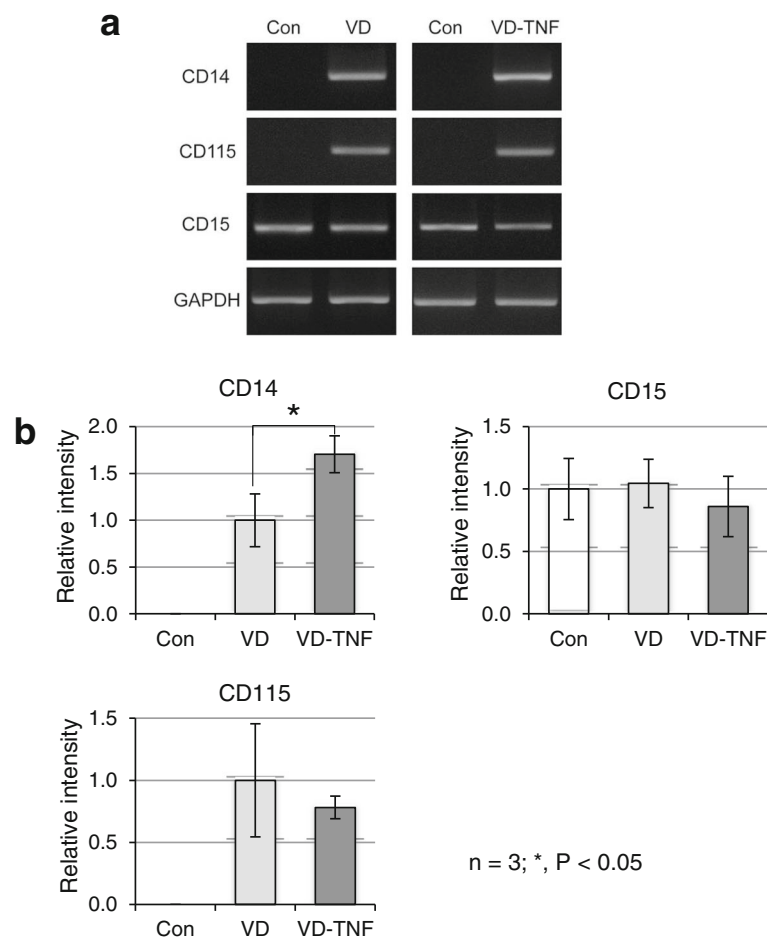 a
Con VD Con VD-TNF
CD14
CD115
CD15
GAPDH
b
CD14
*
Relative intensity
2.0
1.5
1.0
0.5
0.0
Con VD VD-TNF
CD15
Relative intensity
1.5
1.0
0.5
0.0
Con VD VD-TNF
CD115
Relative intensity
1.5
1.0
0.5
0.0
Con VD VD-TNF
n = 3; *, P < 0.05